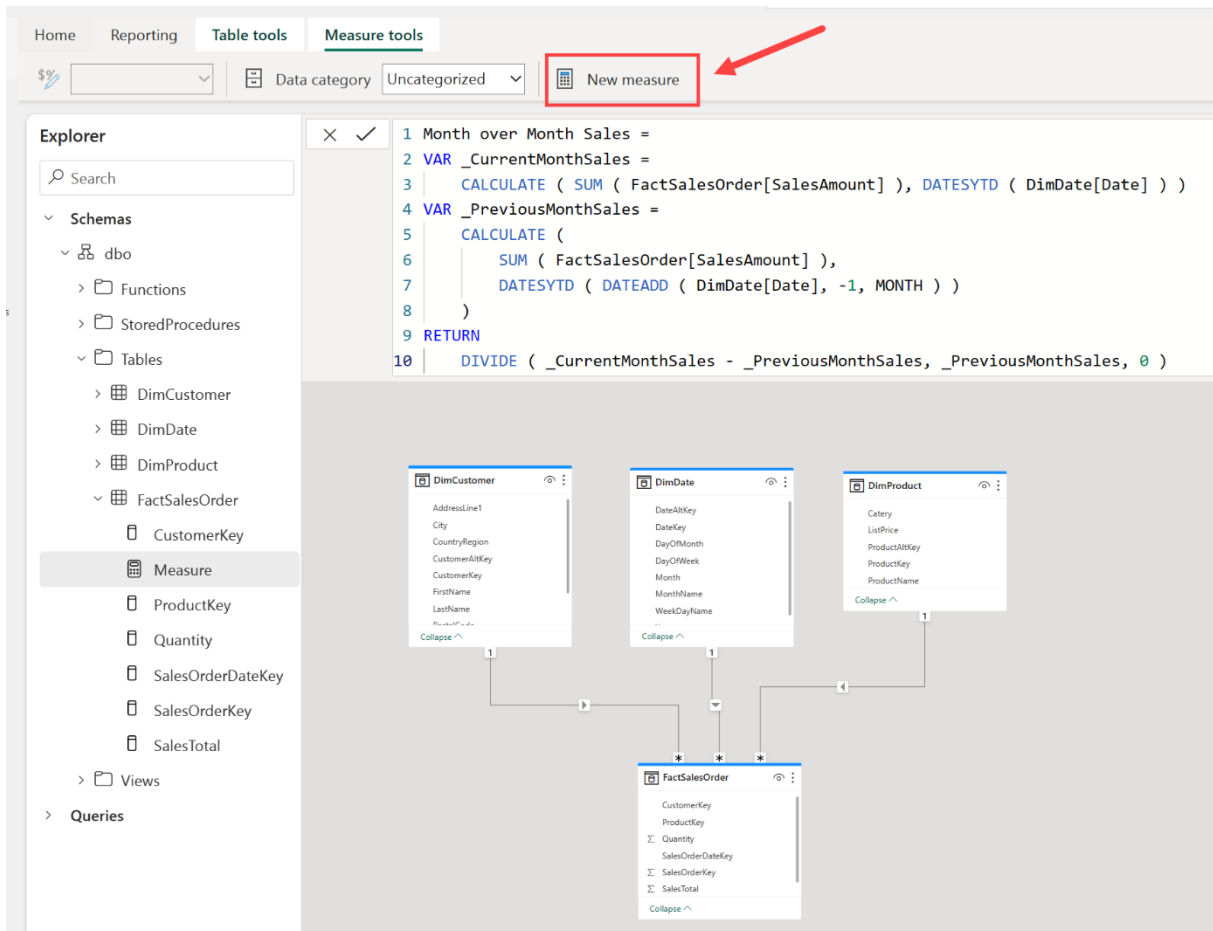 Home Reporting Table tools Measure tools
Data category Uncategorized New measure
Explorer
Search
Schemas
dbo
Functions
StoredProcedures
Tables
DimCustomer
DimDate
DimProduct
FactSalesOrder
CustomerKey
Measure
ProductKey
Quantity
SalesOrderDateKey
SalesOrderKey
SalesTotal
Views
Queries
1 Month over Month Sales =
2 VAR _CurrentMonthSales =
3 CALCULATE ( SUM ( FactSalesOrder[SalesAmount] ), DATESYTD ( DimDate[Date] ) )
4 VAR _PreviousMonthSales =
5 CALCULATE (
6 SUM ( FactSalesOrder[SalesAmount] ),
7 DATESYTD ( DATEADD ( DimDate[Date], -1, MONTH ) )
8 )
9 RETURN
10 DIVIDE ( _CurrentMonthSales - _PreviousMonthSales, _PreviousMonthSales, 0 )
DimCustomer
AddressLine1
City
CountryRegion
CustomerAltKey
CustomerKey
FirstName
LastName
Collapse
1
DimDate
DateAltKey
DateKey
DayOfMonth
DayOfWeek
Month
MonthName
WeekDayName
Collapse
1
DimProduct
Catery
ListPrice
ProductAltKey
ProductKey
ProductName
Collapse
1
* * *
FactSalesOrder
CustomerKey
ProductKey
Σ Quantity
SalesOrderDateKey
Σ SalesOrderKey
Σ SalesTotal
Collapse